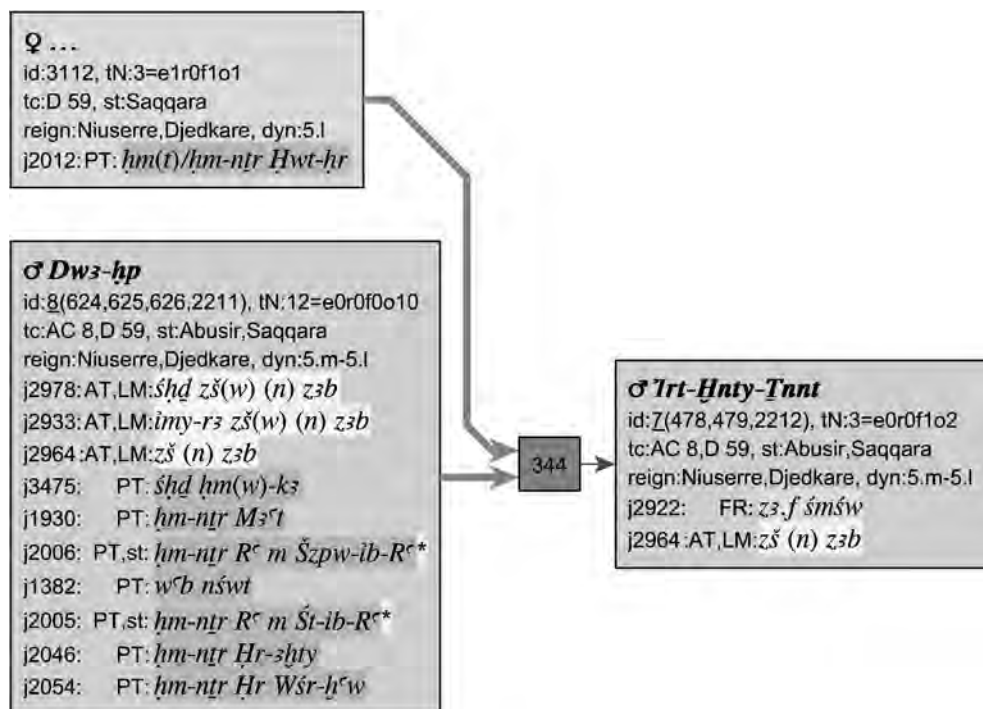 ♀ ...
id:3112, tN:3=e1r0f1o1
tc:D 59, st:Saqqara
reign:Niuserre,Djedkare, dyn:5.l
j2012:PT: ḥm(t)/ḥm-nṯr Ḥwt-ḥr
♂ Dwꜣ-ḥp
id:8(624,625,626,2211), tN:12=e0r0f0o10
tc:AC 8,D 59, st:Abusir,Saqqara
reign:Niuserre,Djedkare, dyn:5.m-5.l
j2978:AT,LM:śḥḏ zš(w) (n) zꜣb
j2933:AT,LM:ỉmy-rꜣ zš(w) (n) zꜣb
j2964:AT,LM:zš (n) zꜣb
j3475: PT: śḥḏ ḥm(w)-kꜣ
j1930: PT: ḥm-nṯr Mꜣꜥt
j2006: PT,st: ḥm-nṯr Rꜥ m Šzpw-ỉb-Rꜥ*
j1382: PT: wꜥb nśwt
j2005: PT,st: ḥm-nṯr Rꜥ m Śt-ỉb-Rꜥ*
j2046: PT: ḥm-nṯr Ḥr-ꜣḫty
j2054: PT: ḥm-nṯr Ḥr Wśr-ḫꜥw
344
♂ Ỉrt-Ḫnty-Ṯnnt
id:7(478,479,2212), tN:3=e0r0f1o2
tc:AC 8,D 59, st:Abusir,Saqqara
reign:Niuserre,Djedkare, dyn:5.m-5.l
j2922: FR: zꜣ.f śmśw
j2964:AT,LM: zš (n) zꜣb